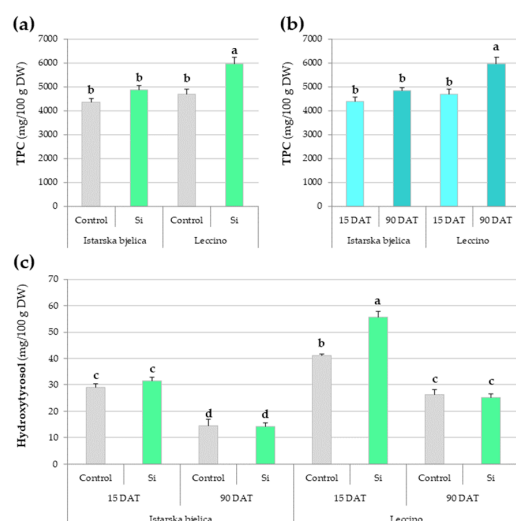 (a)
7000
6000
5000
4000
3000
2000
1000
0
TPC (mg/100 g DW)
b
b
b
a
Control Si Control Si
Istarska bjelica Leccino
(b)
7000
6000
5000
4000
3000
2000
1000
0
TPC (mg/100 g DW)
b
b
b
a
15 DAT 90 DAT 15 DAT 90 DAT
Istarska bjelica Leccino
(c)
70
60
50
40
30
20
10
0
Hydroxytyrosol (mg/100 g DW)
c
c
d
d
b
a
c
c
Control Si Control Si Control Si Control Si
15 DAT 90 DAT 15 DAT 90 DAT
Istarska bjelica Leccino